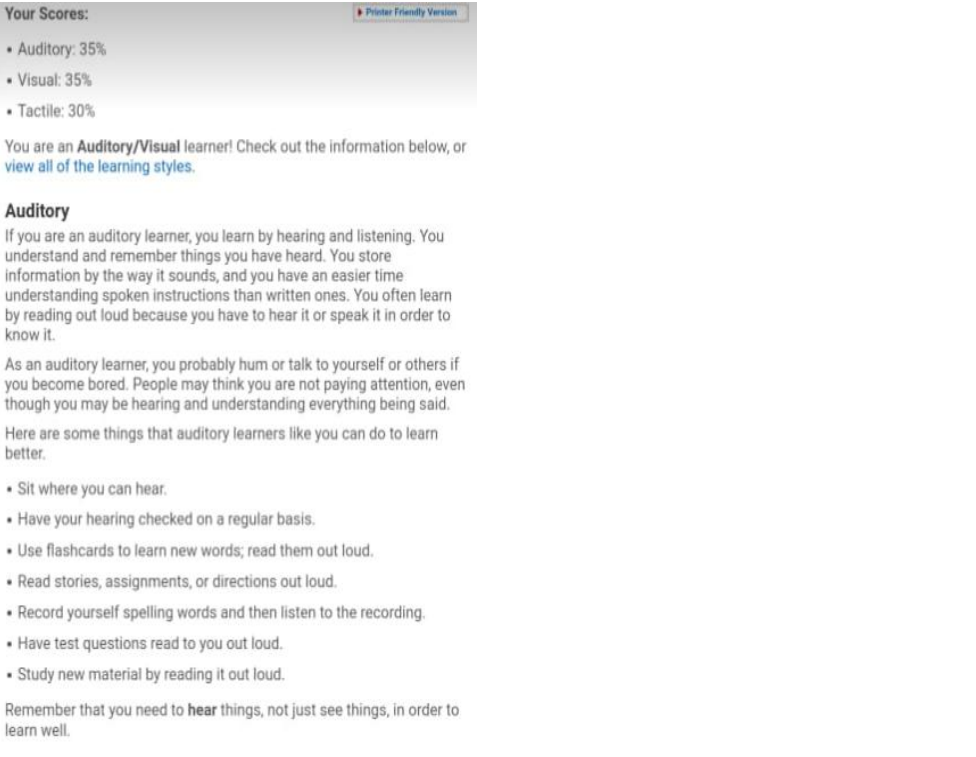 Your Scores:
Printer Friendly Version
▪ Auditory: 35%
▪ Visual: 35%
▪ Tactile: 30%
You are an Auditory/Visual learner! Check out the information below, or
view all of the learning styles.
Auditory
If you are an auditory learner, you learn by hearing and listening. You
understand and remember things you have heard. You store
information by the way it sounds, and you have an easier time
understanding spoken instructions than written ones. You often learn
by reading out loud because you have to hear it or speak it in order to
know it.
As an auditory learner, you probably hum or talk to yourself or others if
you become bored. People may think you are not paying attention, even
though you may be hearing and understanding everything being said.
Here are some things that auditory learners like you can do to learn
better.
▪ Sit where you can hear.
▪ Have your hearing checked on a regular basis.
▪ Use flashcards to learn new words; read them out loud.
▪ Read stories, assignments, or directions out loud.
▪ Record yourself spelling words and then listen to the recording.
▪ Have test questions read to you out loud.
▪ Study new material by reading it out loud.
Remember that you need to hear things, not just see things, in order to
learn well.